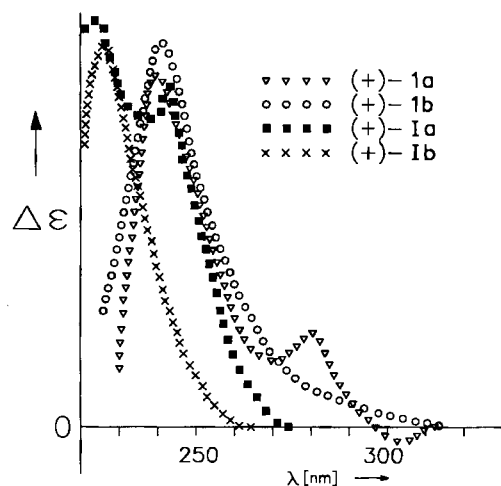 ▽ ▽ ▽ ▽ (+)-1a
○ ○ ○ ○ (+)-1b
■ ■ ■ ■ (+)-Ia
× × × × (+)-Ib
Δε
0
250
300
λ [nm] →